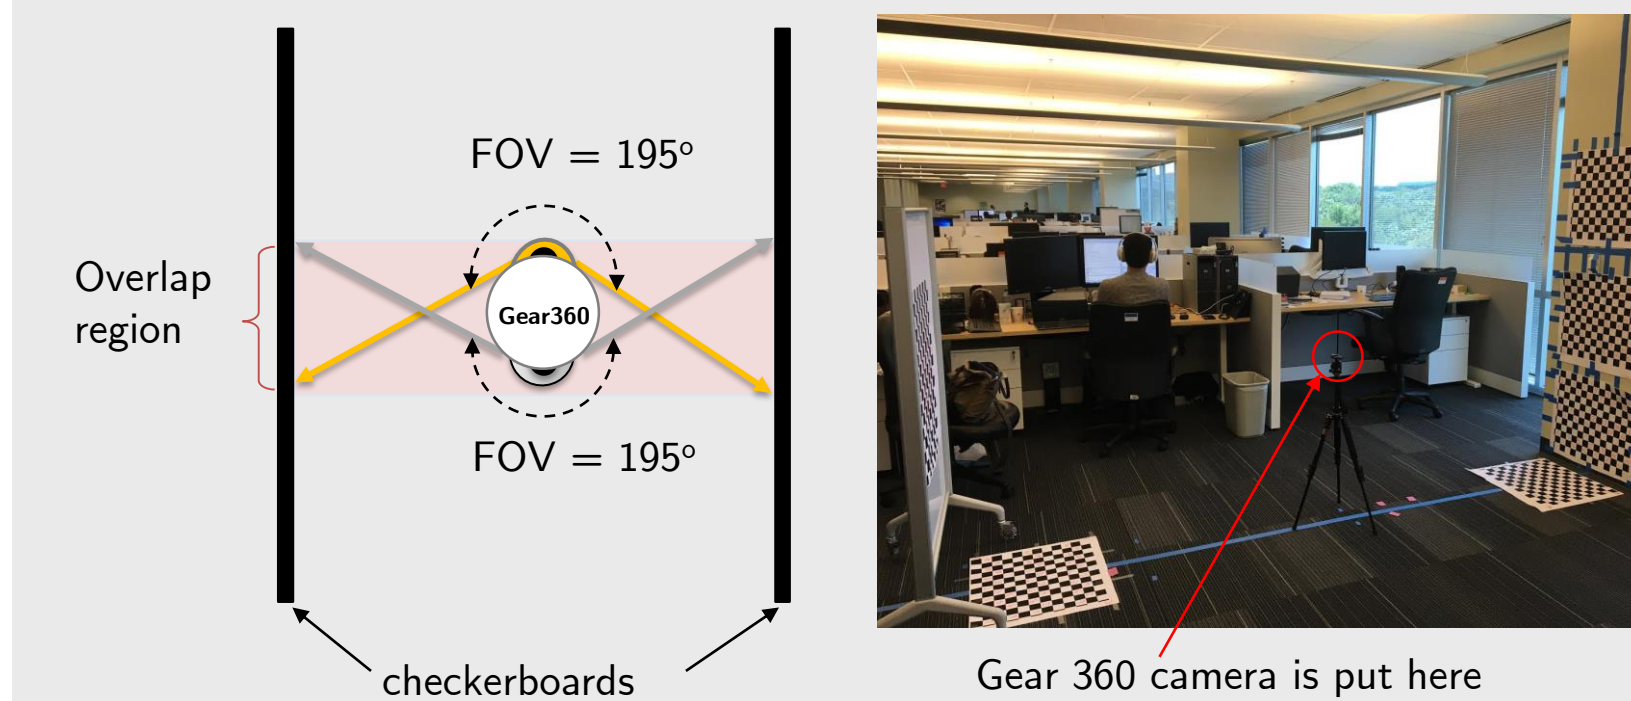 FOV = 195°
Overlap
region
Gear360
FOV = 195°
checkerboards
Gear 360 camera is put here